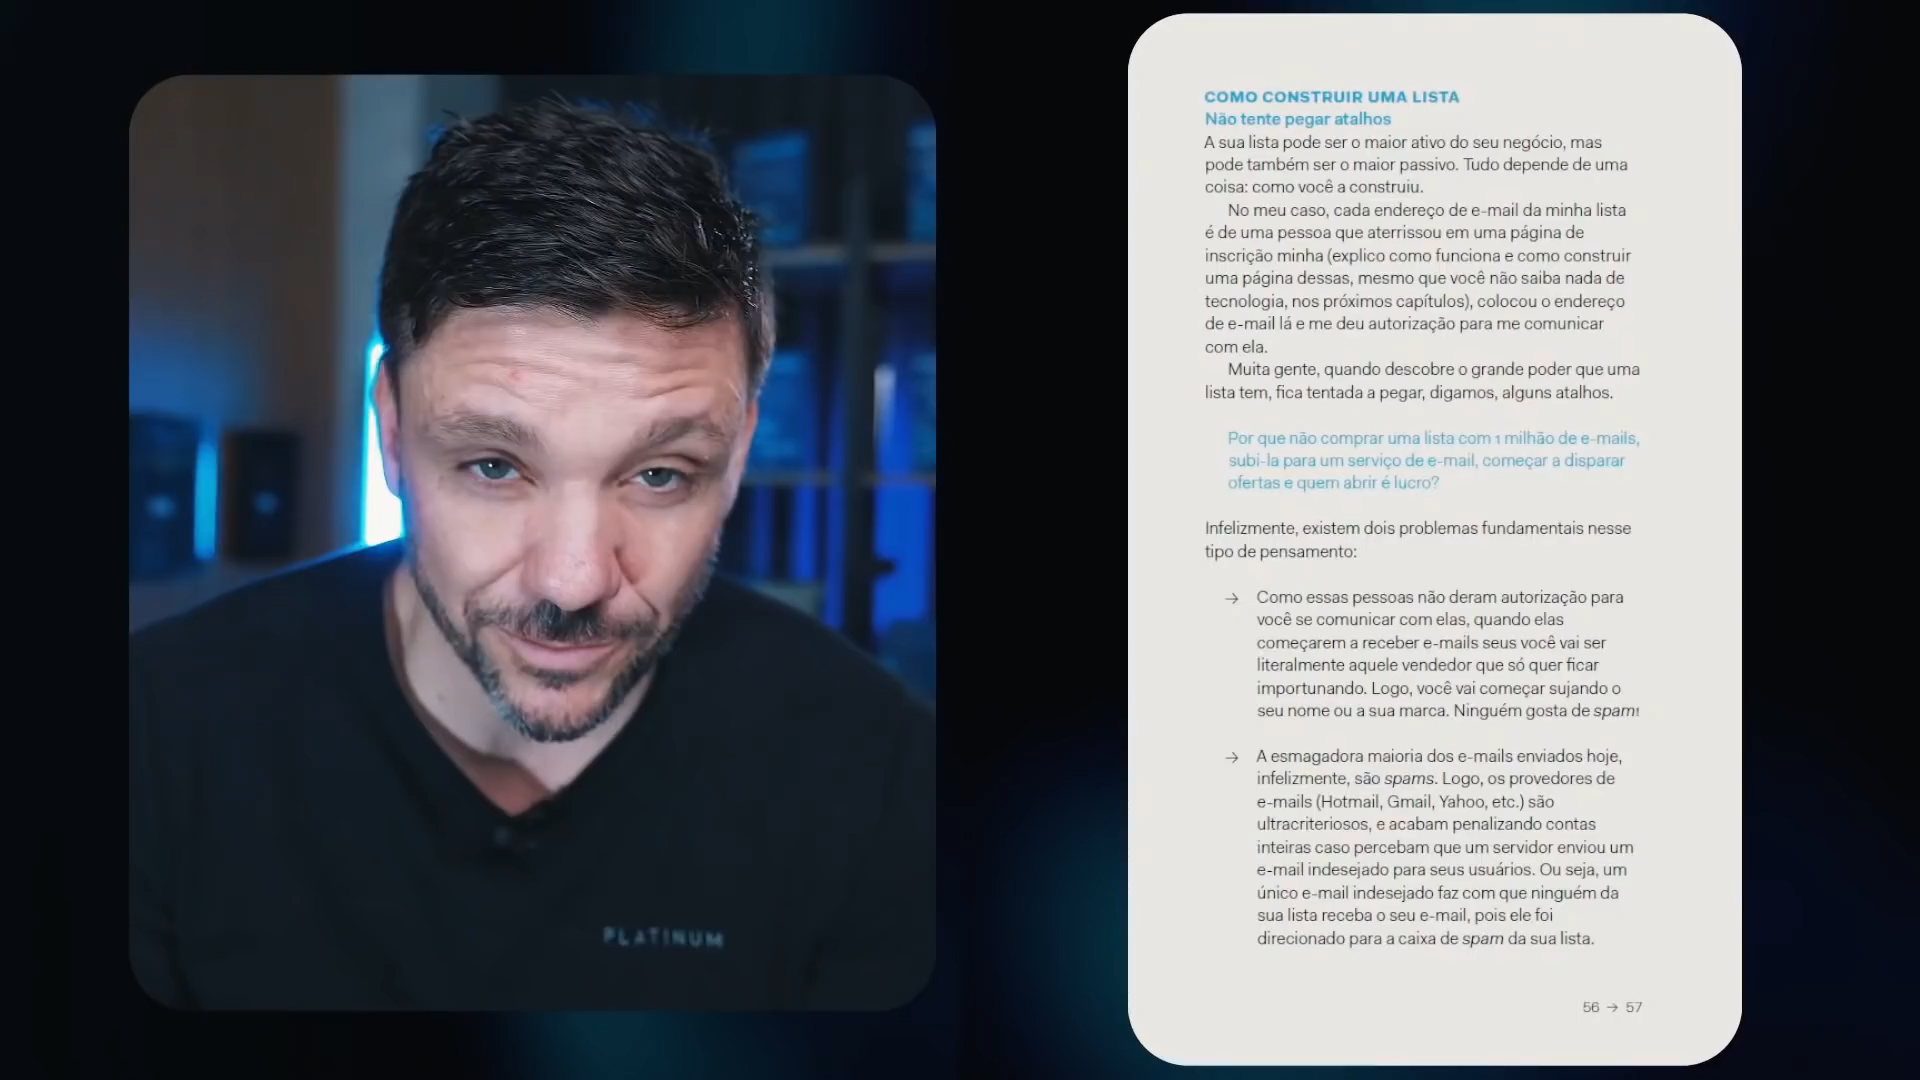 PLATINUM
COMO CONSTRUIR UMA LISTA
Não tente pegar atalhos
A sua lista pode ser o maior ativo do seu negócio, mas
pode também ser o maior passivo. Tudo depende de uma
coisa: como você a construiu.
No meu caso, cada endereço de e-mail da minha lista
é de uma pessoa que aterrissou em uma página de
inscrição minha (explico como funciona e como construir
uma página dessas, mesmo que você não saiba nada de
tecnologia, nos próximos capítulos), colocou o endereço
de e-mail lá e me deu autorização para me comunicar
com ela.
Muita gente, quando descobre o grande poder que uma
lista tem, fica tentada a pegar, digamos, alguns atalhos.
Por que não comprar uma lista com 1 milhão de e-mails,
subi-la para um serviço de e-mail, começar a disparar
ofertas e quem abrir é lucro?
Infelizmente, existem dois problemas fundamentais nesse
tipo de pensamento:
→ Como essas pessoas não deram autorização para
você se comunicar com elas, quando elas
começarem a receber e-mails seus você vai ser
literalmente aquele vendedor que só quer ficar
importunando. Logo, você vai começar sujando o
seu nome ou a sua marca. Ninguém gosta de spam!
→ A esmagadora maioria dos e-mails enviados hoje,
infelizmente, são spams. Logo, os provedores de
e-mails (Hotmail, Gmail, Yahoo, etc.) são
ultracriteriosos, e acabam penalizando contas
inteiras caso percebam que um servidor enviou um
e-mail indesejado para seus usuários. Ou seja, um
único e-mail indesejado faz com que ninguém da
sua lista receba o seu e-mail, pois ele foi
direcionado para a caixa de spam da sua lista.
56 → 57